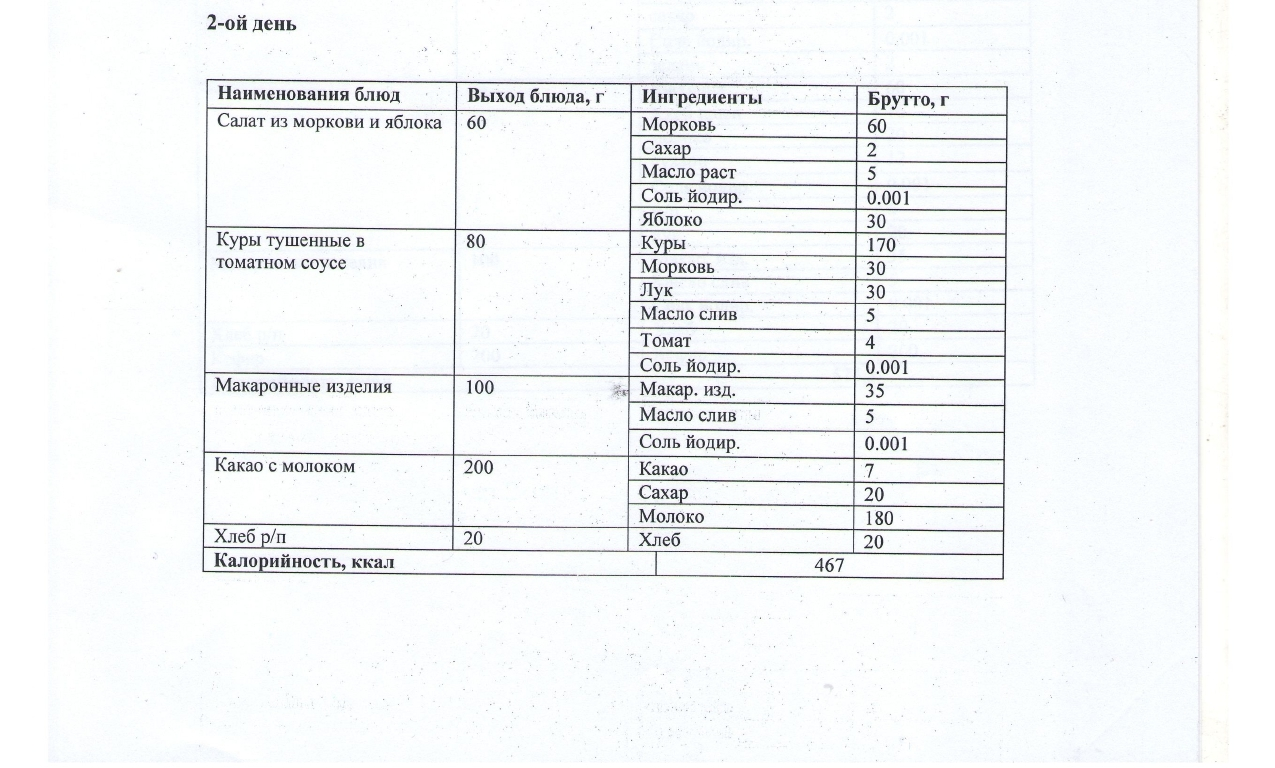 2-ой день
Наименования блюд Выход блюда, г Ингредиенты Брутто, г
Салат из моркови и яблока 60 Морковь 60
Сахар 2
Масло раст 5
Соль йодир. 0.001
Яблоко 30
Куры тушенные в 80 Куры 170
томатном соусе Морковь 30
Лук 30
Масло слив 5
Томат 4
Соль йодир. 0.001
Макаронные изделия 100 Макар. изд. 35
Масло слив 5
Соль йодир. 0.001
Какао с молоком 200 Какао 7
Сахар 20
Молоко 180
Хлеб р/п 20 Хлеб 20
Калорийность, ккал 467